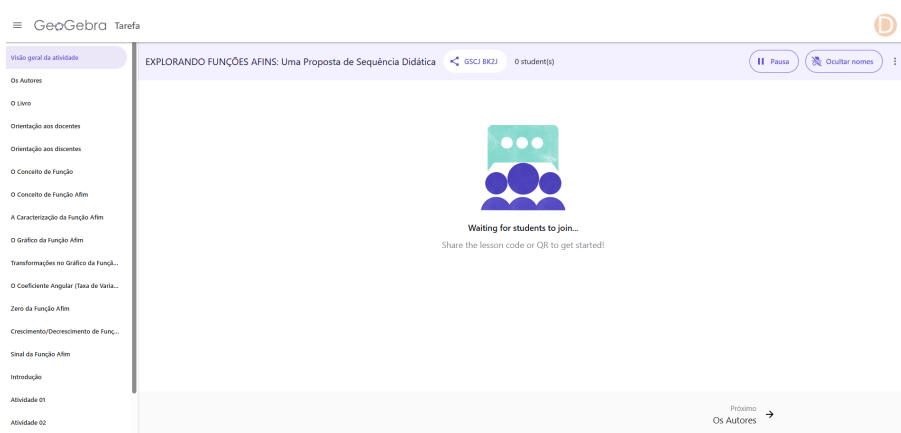 GeoGebra Tarefa
D
Visão geral da atividade
Os Autores
O Livro
Orientação aos docentes
Orientação aos discentes
O Conceito de Função
O Conceito de Função Afim
A Caracterização da Função Afim
O Gráfico da Função Afim
Transformações no Gráfico da Funçã...
O Coeficiente Angular (Taxa de Varia...
Zero da Função Afim
Crescimento/Decrescimento de Funç...
Sinal da Função Afim
Introdução
Atividade 01
Atividade 02
EXPLORANDO FUNÇÕES AFINS: Uma Proposta de Sequência Didática GSCJ BK2J 0 student(s) Pausa Ocultar nomes
Waiting for students to join...
Share the lesson code or QR to get started!
Próximo
Os Autores